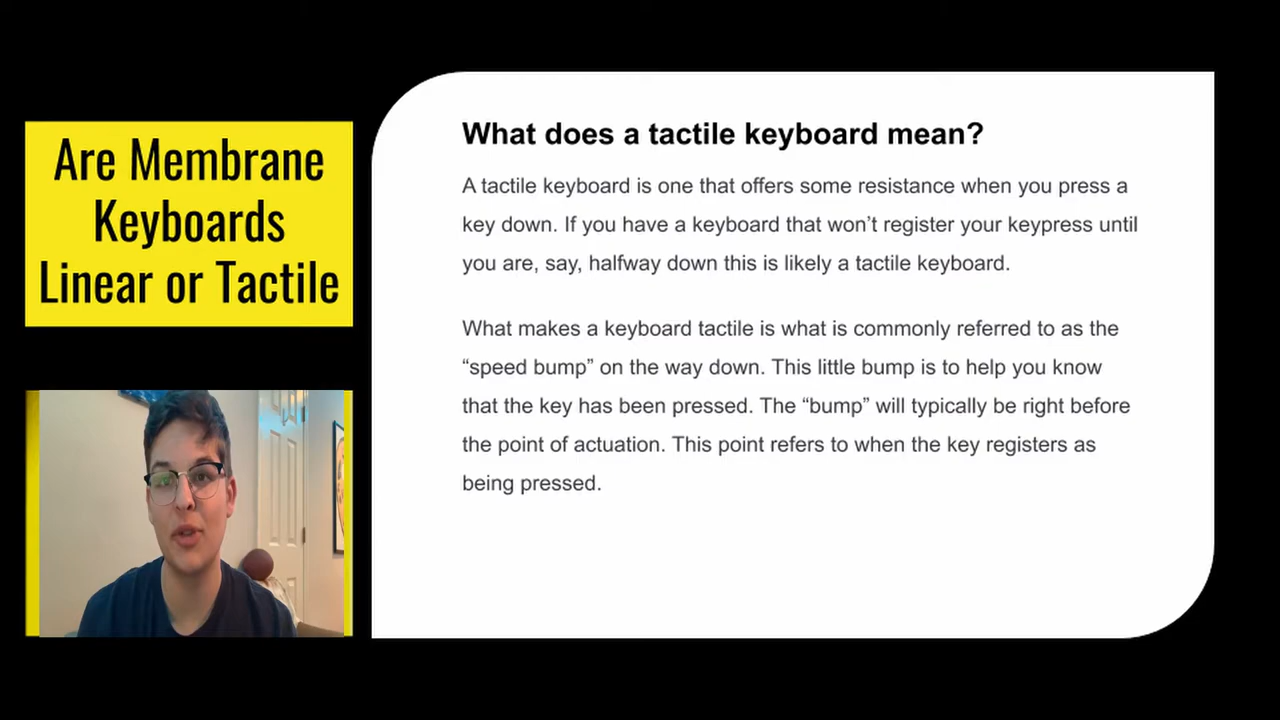 Are Membrane
Keyboards
Linear or Tactile
What does a tactile keyboard mean?
A tactile keyboard is one that offers some resistance when you press a
key down. If you have a keyboard that won’t register your keypress until
you are, say, halfway down this is likely a tactile keyboard.
What makes a keyboard tactile is what is commonly referred to as the
“speed bump” on the way down. This little bump is to help you know
that the key has been pressed. The “bump” will typically be right before
the point of actuation. This point refers to when the key registers as
being pressed.